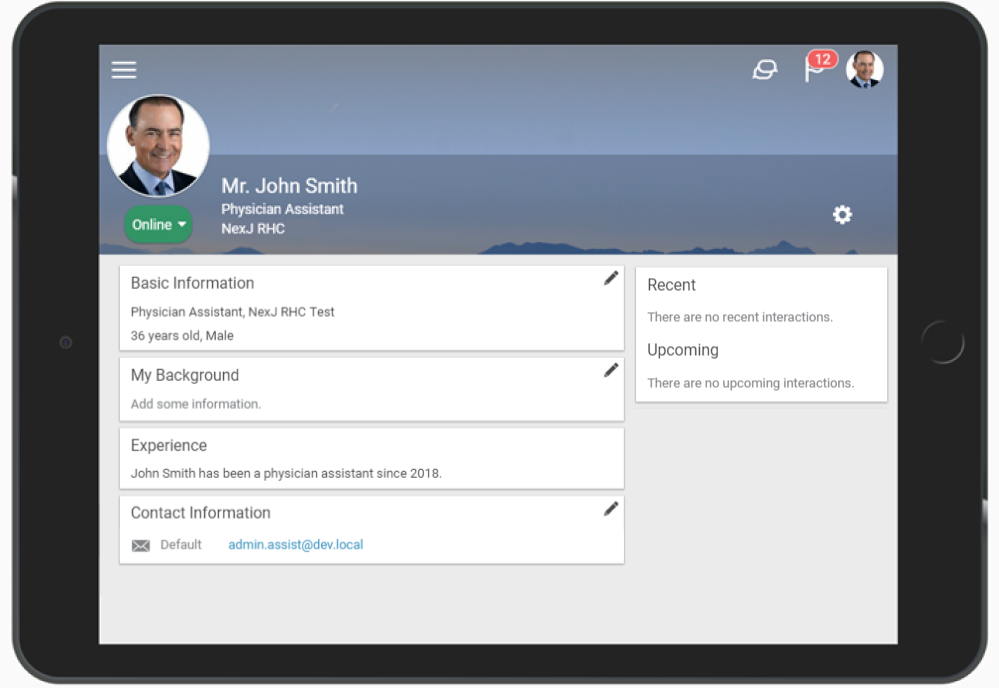 12
Mr. John Smith
Physician Assistant
NexJ RHC
Online
Basic Information
Physician Assistant, NexJ RHC Test
36 years old, Male
My Background
Add some information.
Experience
John Smith has been a physician assistant since 2018.
Contact Information
Default admin.assist@dev.local
Recent
There are no recent interactions.
Upcoming
There are no upcoming interactions.